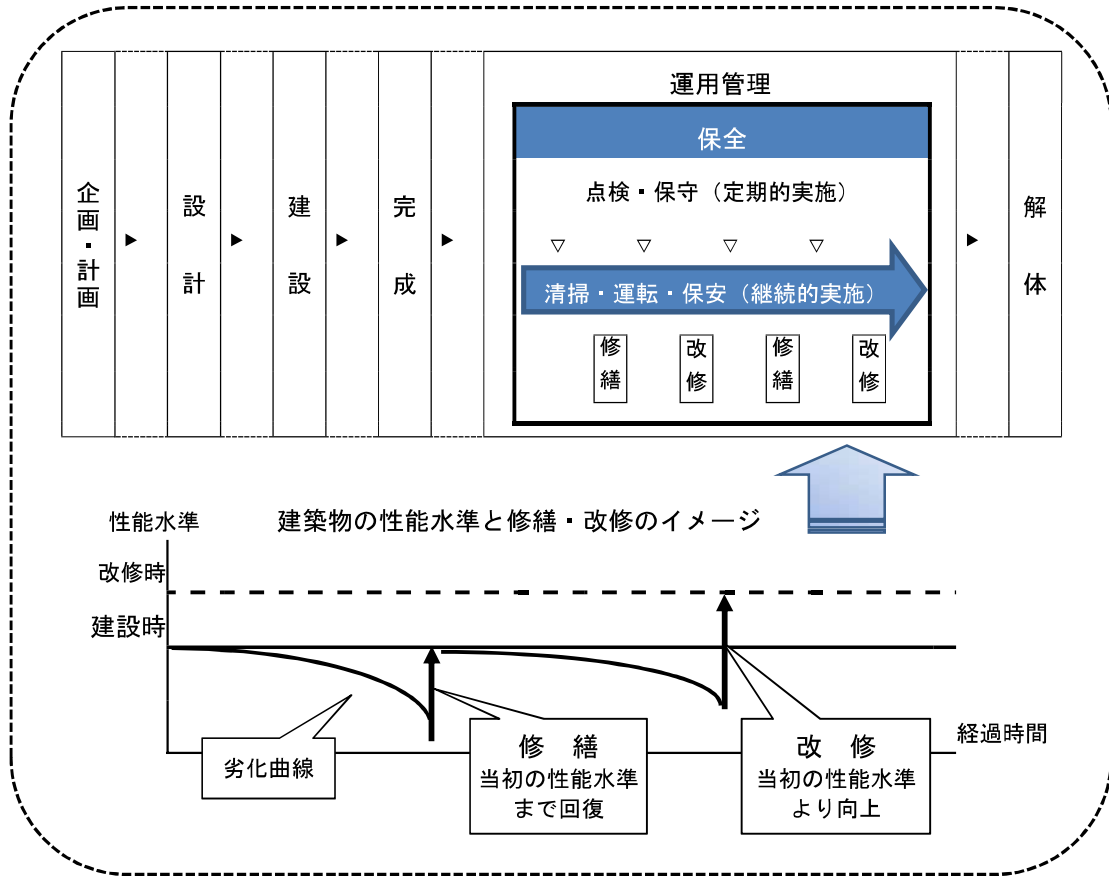 企画・計画
▶
設計
▶
建設
▶
完成
▶
運用管理
保全
点検・保守（定期的実施）
▽ ▽ ▽ ▽
清掃・運転・保安（継続的実施）
修繕
改修
修繕
改修
▶
解体
建築物の性能水準と修繕・改修のイメージ
性能水準
改修時
建設時
経過時間
劣化曲線
修 繕
当初の性能水準
まで回復
改 修
当初の性能水準
より向上